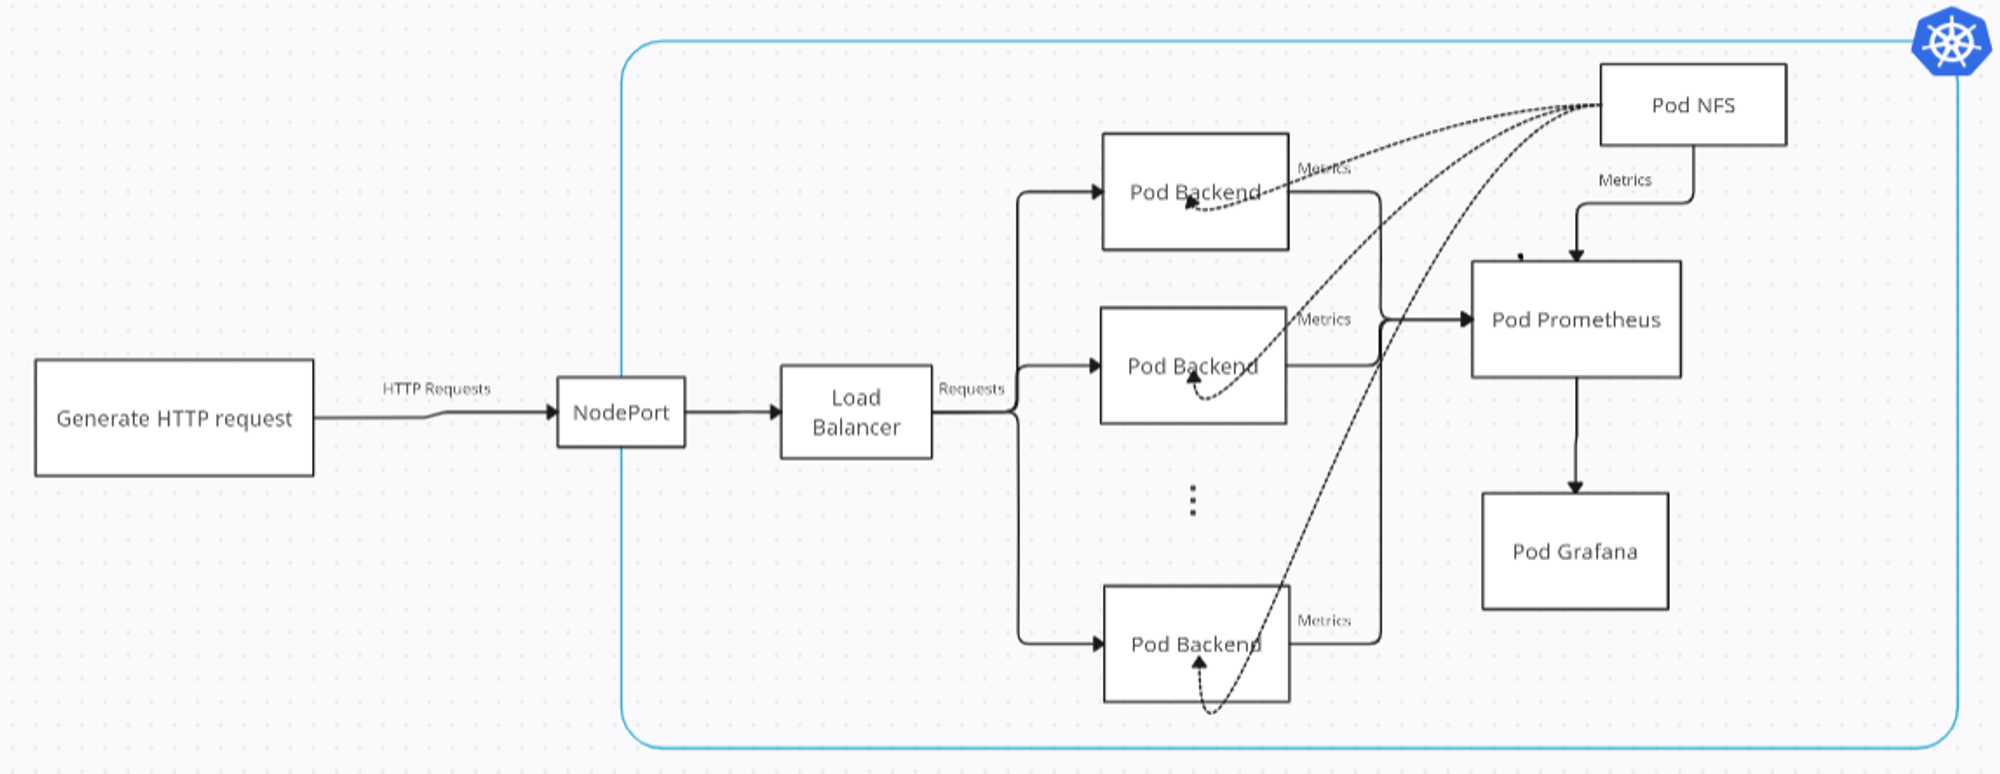 Pod NFS
Metrics
Pod Backend
Metrics
Pod Backend
Metrics
Pod Prometheus
HTTP Requests
Requests
Generate HTTP request
NodePort
Load
Balancer
Pod Grafana
Metrics
Pod Backend